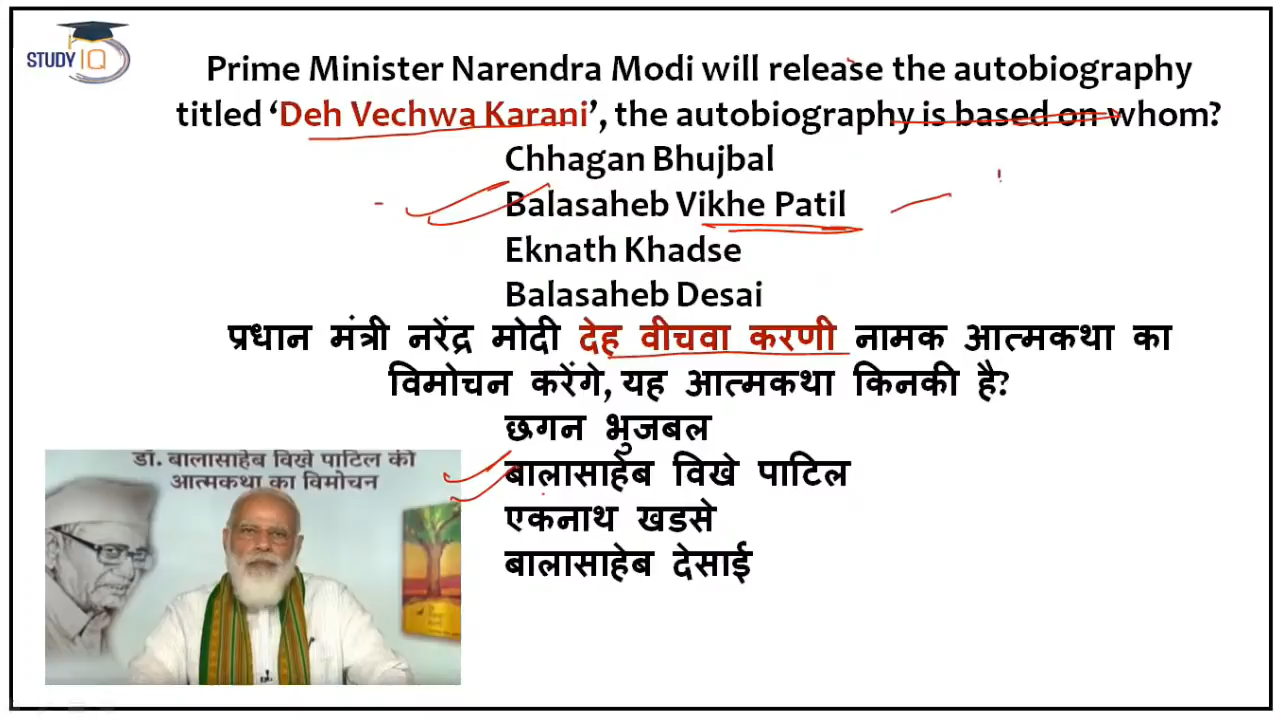 STUDY IQ
Prime Minister Narendra Modi will release the autobiography
titled ‘Deh Vechwa Karani’, the autobiography is based on whom?
Chhagan Bhujbal
Balasaheb Vikhe Patil
Eknath Khadse
Balasaheb Desai
प्रधान मंत्री नरेंद्र मोदी देह वीचवा करणी नामक आत्मकथा का
विमोचन करेंगे, यह आत्मकथा किनकी है?
छगन भुजबल
बालासाहेब विखे पाटिल
एकनाथ खडसे
बालासाहेब देसाई
डॉ. बालासाहेब विखे पाटिल की
आत्मकथा का विमोचन